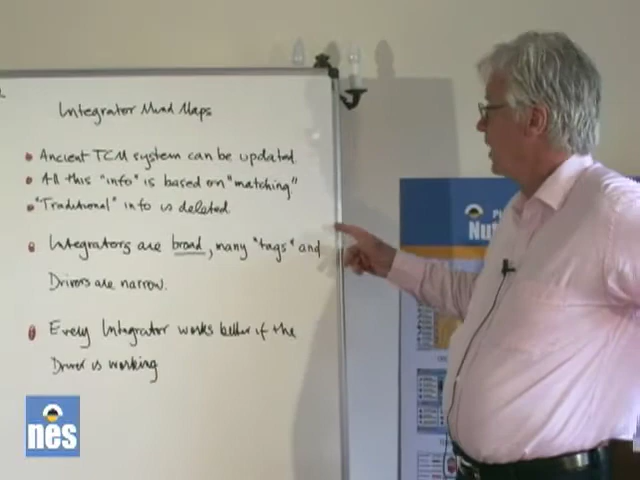 Integrator Mind Maps
Ancient TCM system can be updated
All this "info" is based on "matching"
"Traditional" info is deleted
Integrators are broad, many "tags" and
Drivers are narrow.
Every Integrator works better if the
Driver is working
nes
Nut